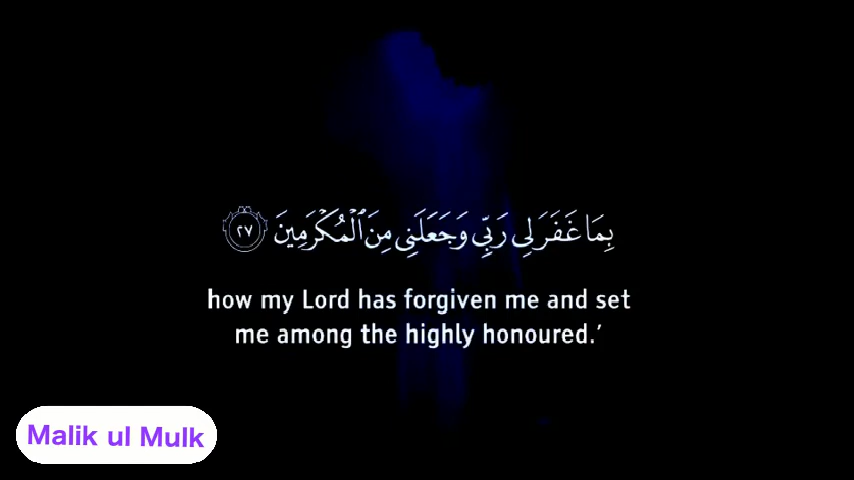 بِمَا غَفَرَ لِي رَبِّي وَجَعَلَنِي مِنَ ٱلْمُكْرَمِينَ ٢٧
how my Lord has forgiven me and set
me among the highly honoured.’
Malik ul Mulk